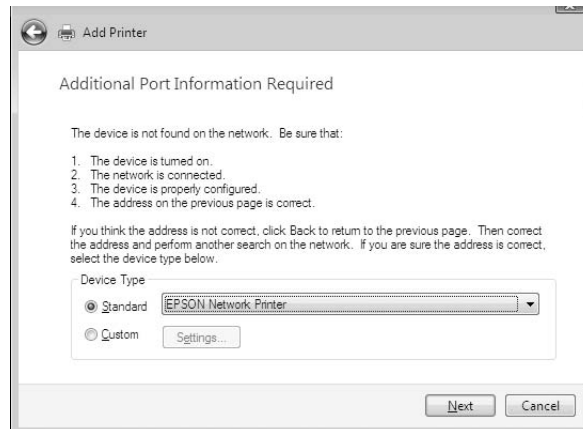 Add Printer
Additional Port Information Required
The device is not found on the network. Be sure that:
1. The device is turned on.
2. The network is connected.
3. The device is properly configured.
4. The address on the previous page is correct.
If you think the address is not correct, click Back to return to the previous page. Then correct
the address and perform another search on the network. If you are sure the address is correct,
select the device type below.
Device Type
Standard EPSON Network Printer
Custom Settings...
Next Cancel